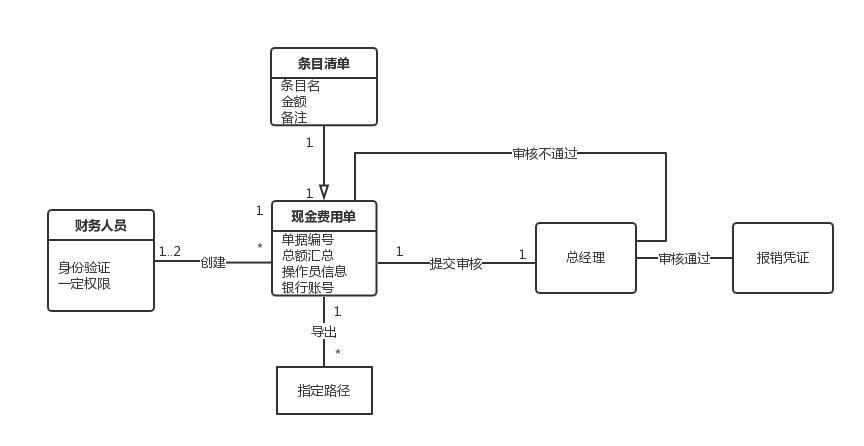 条目清单
条目名
金额
备注
1
审核不通过
1
现金费用单
单据编号
总额汇总
操作员信息
银行账号
财务人员
身份验证
一定权限
1..2
创建
1
*
1
提交审核
1
总经理
审核通过
报销凭证
1
导出
*
指定路径